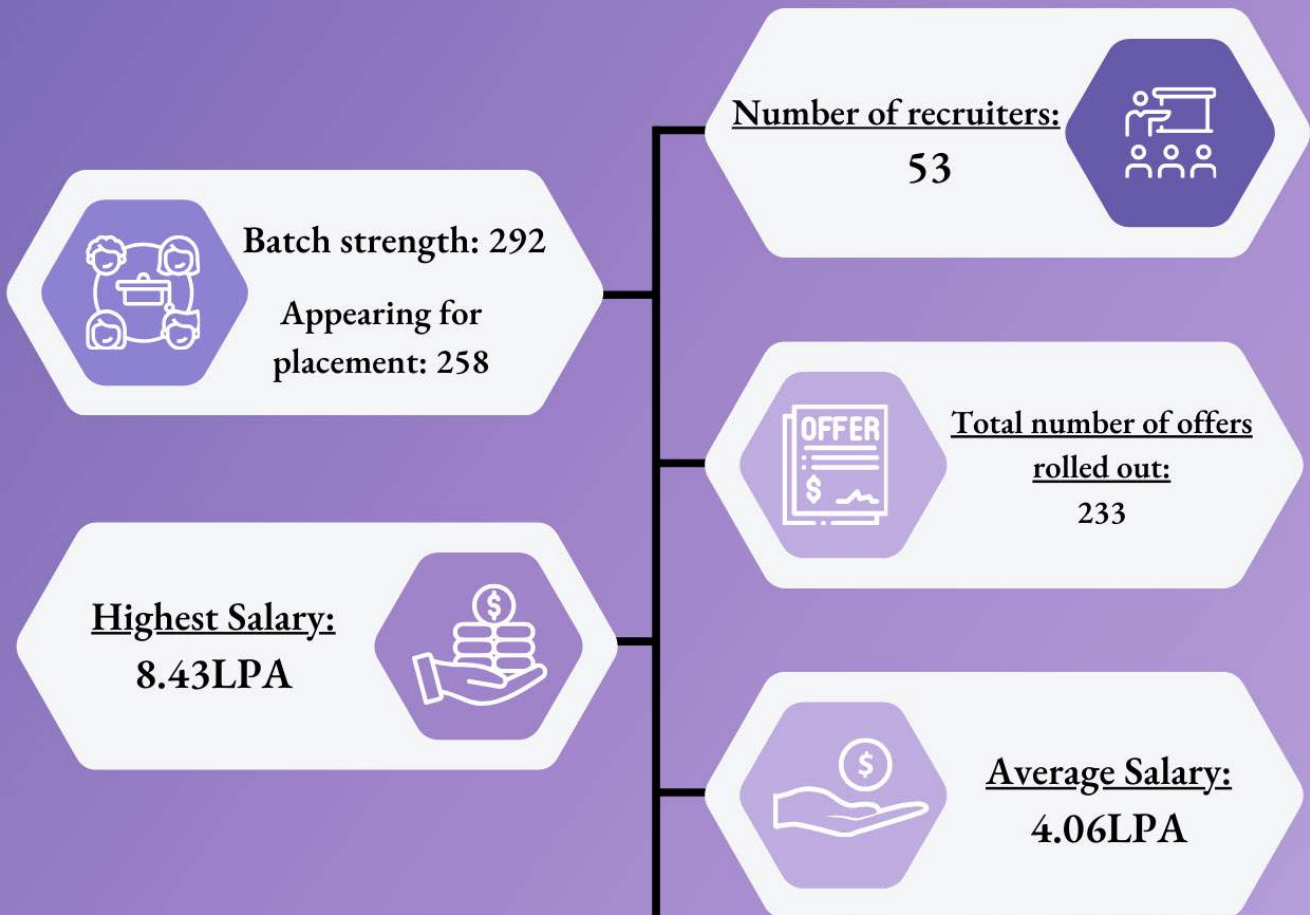 Number of recruiters:
53
Batch strength: 292
Appearing for
placement: 258
OFFER
$
Total number of offers
rolled out:
233
Highest Salary:
8.43LPA
$
$
Average Salary:
4.06LPA